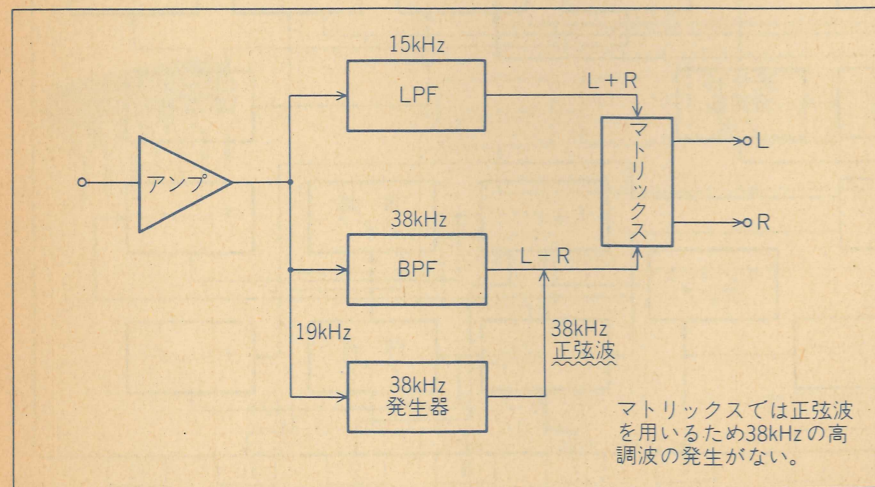 15kHz
LPF
L+R
アンプ
マトリックス
L
R
38kHz
BPF
L−R
19kHz
38kHz
正弦波
38kHz
発生器
マトリックスでは正弦波
を用いるため38kHzの高
調波の発生がない。